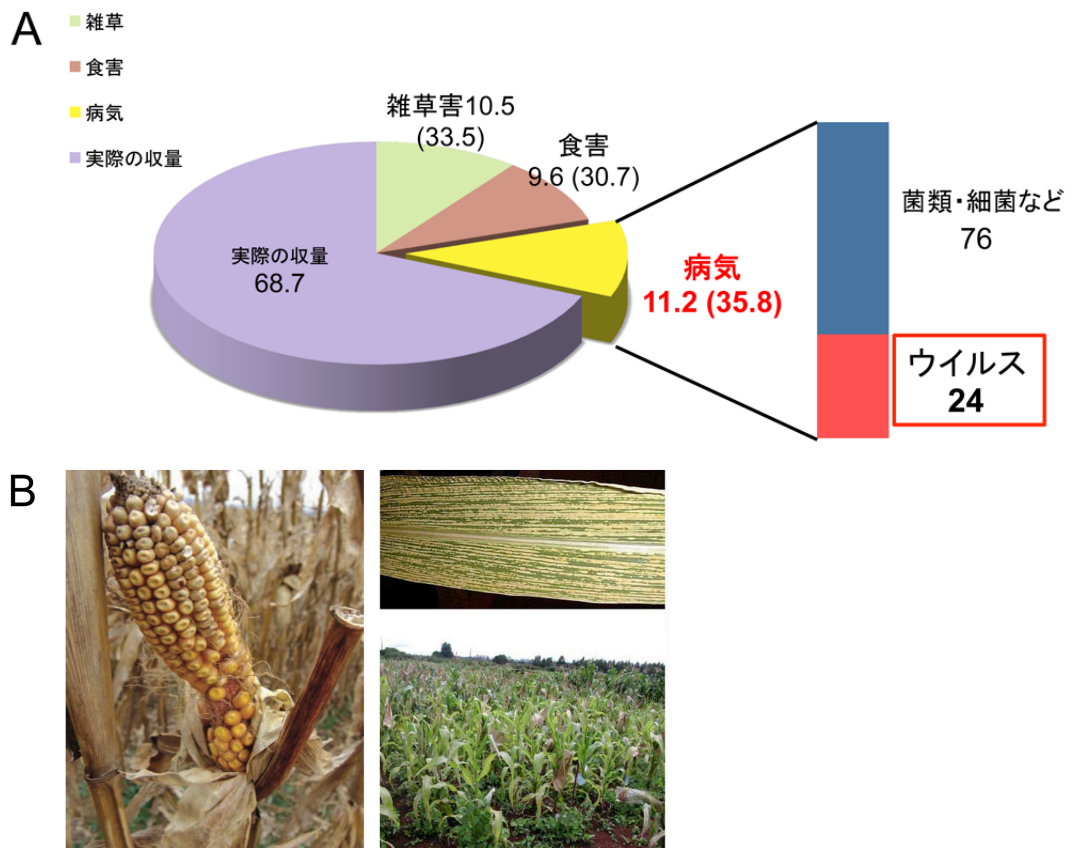 A
雑草
食害
病気
実際の収量
雑草害10.5
(33.5)
食害
9.6 (30.7)
病気
11.2 (35.8)
実際の収量
68.7
菌類・細菌など
76
ウイルス
24
B